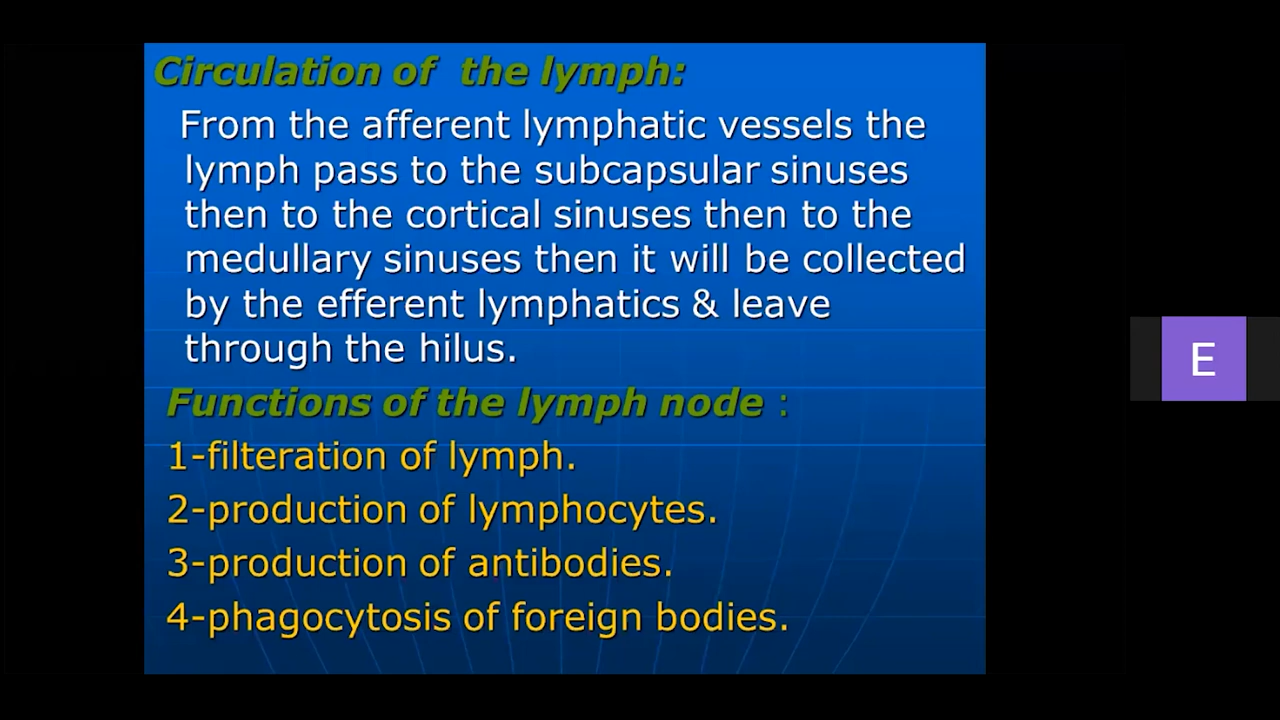 Circulation of the lymph:
From the afferent lymphatic vessels the
lymph pass to the subcapsular sinuses
then to the cortical sinuses then to the
medullary sinuses then it will be collected
by the efferent lymphatics & leave
through the hilus.
Functions of the lymph node :
1-filteration of lymph.
2-production of lymphocytes.
3-production of antibodies.
4-phagocytosis of foreign bodies.
E